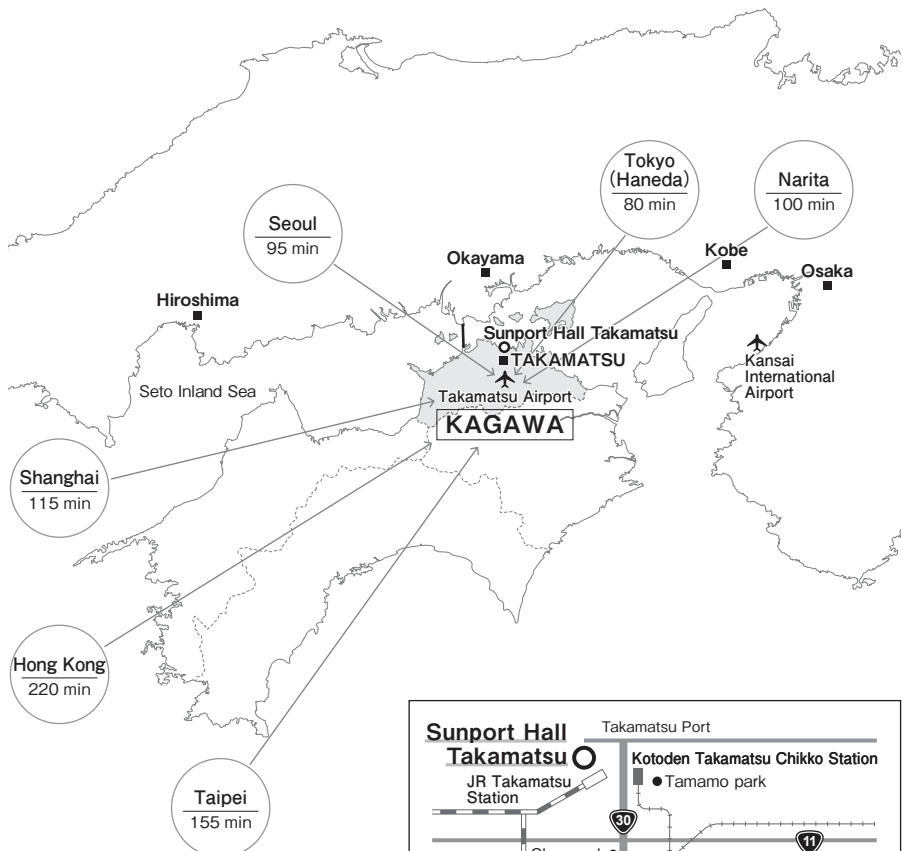 Tokyo
(Haneda)
80 min
Narita
100 min
Seoul
95 min
Okayama
Kobe
Osaka
Hiroshima
Sunport Hall Takamatsu
TAKAMATSU
Kansai
International
Airport
Seto Inland Sea
Takamatsu Airport
KAGAWA
Shanghai
115 min
Hong Kong
220 min
Taipei
155 min
Sunport Hall
Takamatsu
Takamatsu Port
Kotoden Takamatsu Chikko Station
Tamamo park
JR Takamatsu
Station
30
11